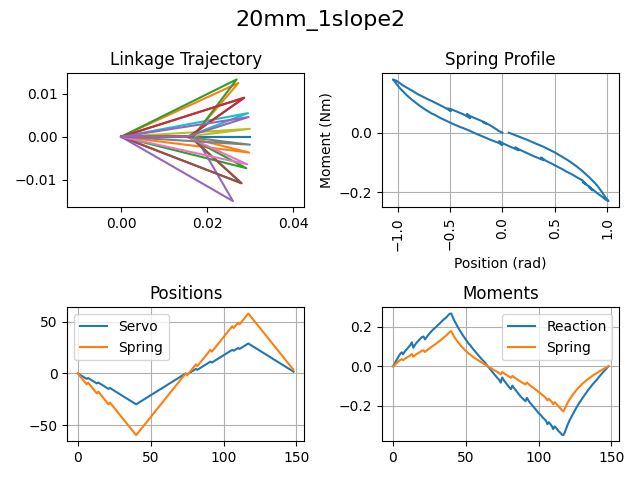 20mm_1slope2
Linkage Trajectory
0.01
0.00
−0.01
0.00
0.02
0.04
Spring Profile
Moment (Nm)
0.0
−0.2
−1.0
−0.5
0.0
0.5
1.0
Position (rad)
Positions
Servo
Spring
50
0
−50
0
50
100
150
Moments
Reaction
Spring
0.2
0.0
−0.2
0
50
100
150